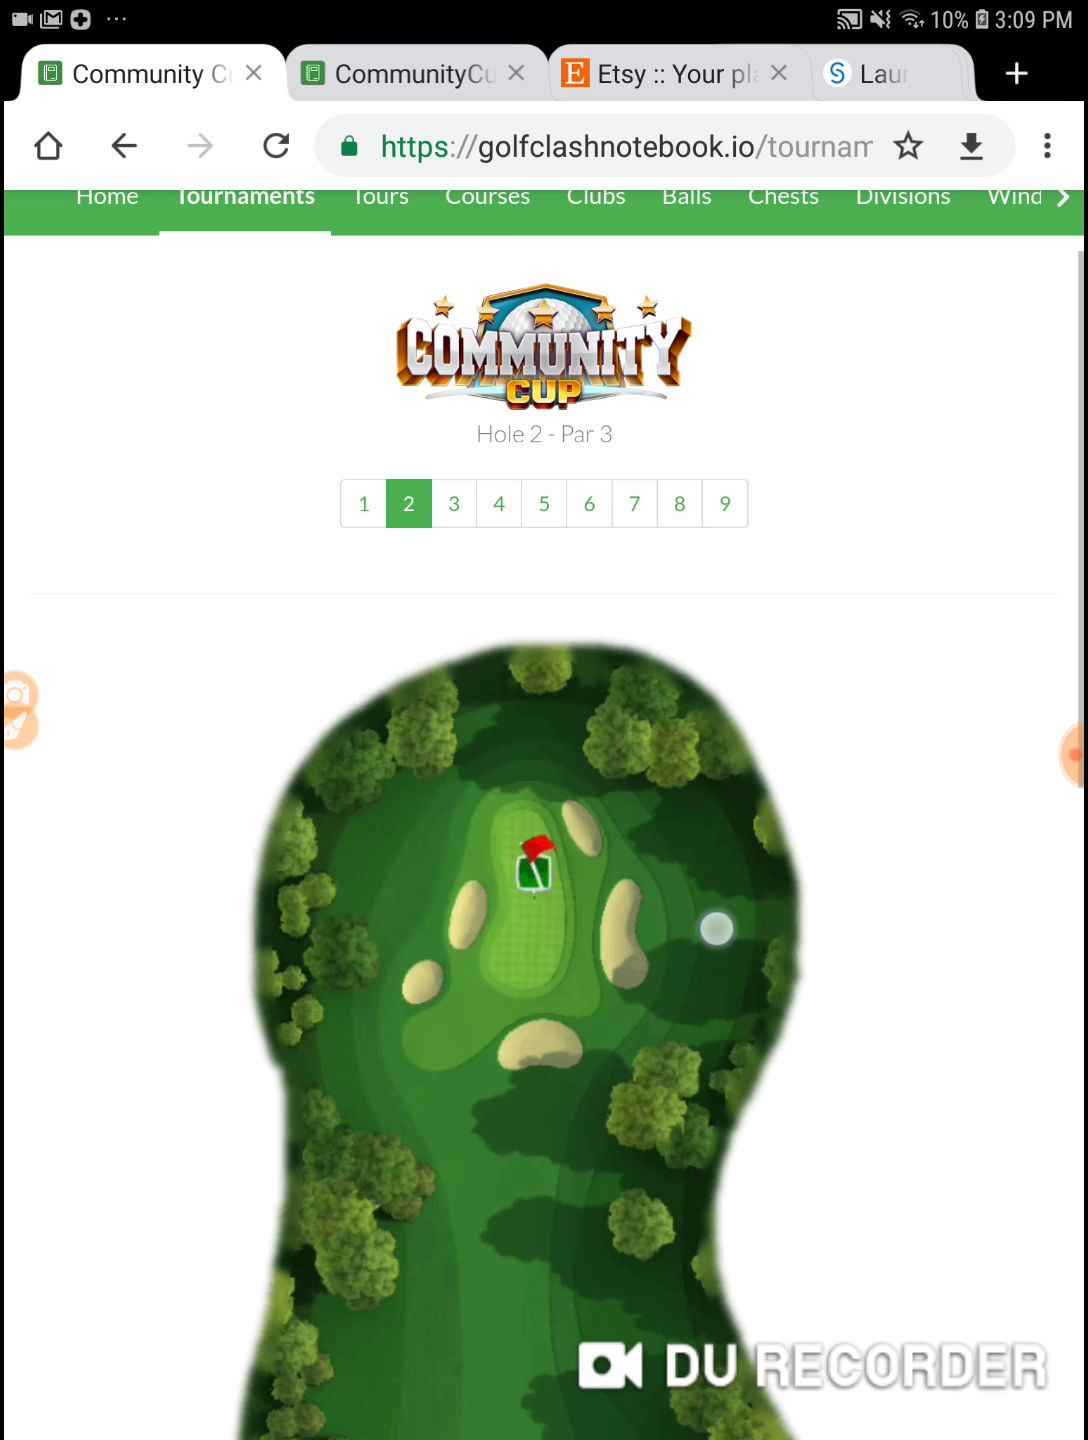 10% 3:09 PM
Community C
CommunityCu
E Etsy :: Your pla
Laun
https://golfclashnotebook.io/tournam
Home Tournaments Tours Courses Clubs Balls Chests Divisions Wind
COMMUNITY
CUP
Hole 2 - Par 3
1 2 3 4 5 6 7 8 9
DU RECORDER